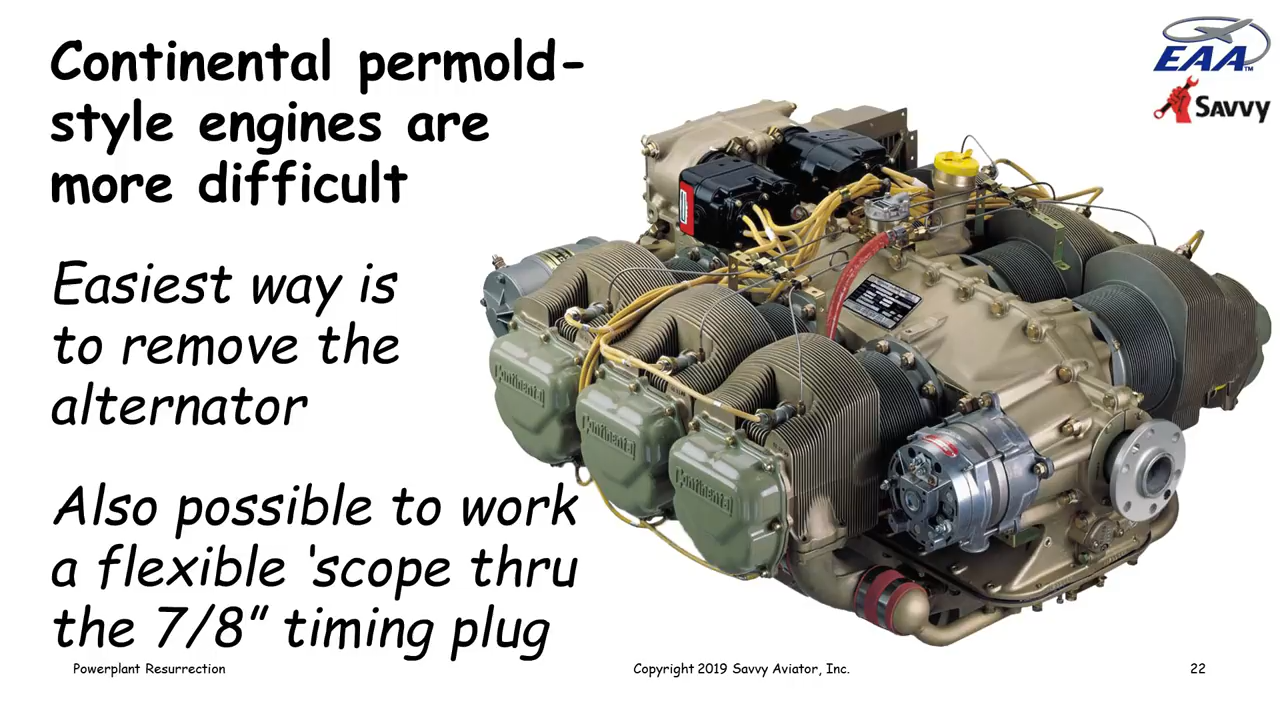 Continental permold-
style engines are
more difficult
Easiest way is
to remove the
alternator
Also possible to work
a flexible ‘scope thru
the 7/8” timing plug
EAA™
SAVVY
Continental
Continental
Continental
Powerplant Resurrection
Copyright 2019 Savvy Aviator, Inc.
22